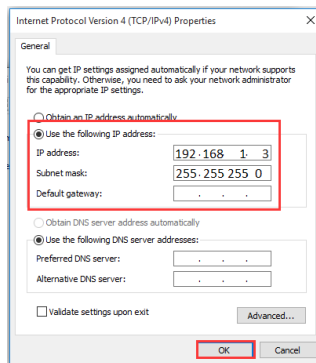 Internet Protocol Version 4 (TCP/IPv4) Properties
General
You can get IP settings assigned automatically if your network supports
this capability. Otherwise, you need to ask your network administrator
for the appropriate IP settings.
Obtain an IP address automatically
Use the following IP address:
IP address: 192.168 1. 3
Subnet mask: 255.255 255 0
Default gateway: . . .
Obtain DNS server address automatically
Use the following DNS server addresses:
Preferred DNS server: . . .
Alternative DNS server: . . .
Validate settings upon exit
Advanced...
OK Cancel